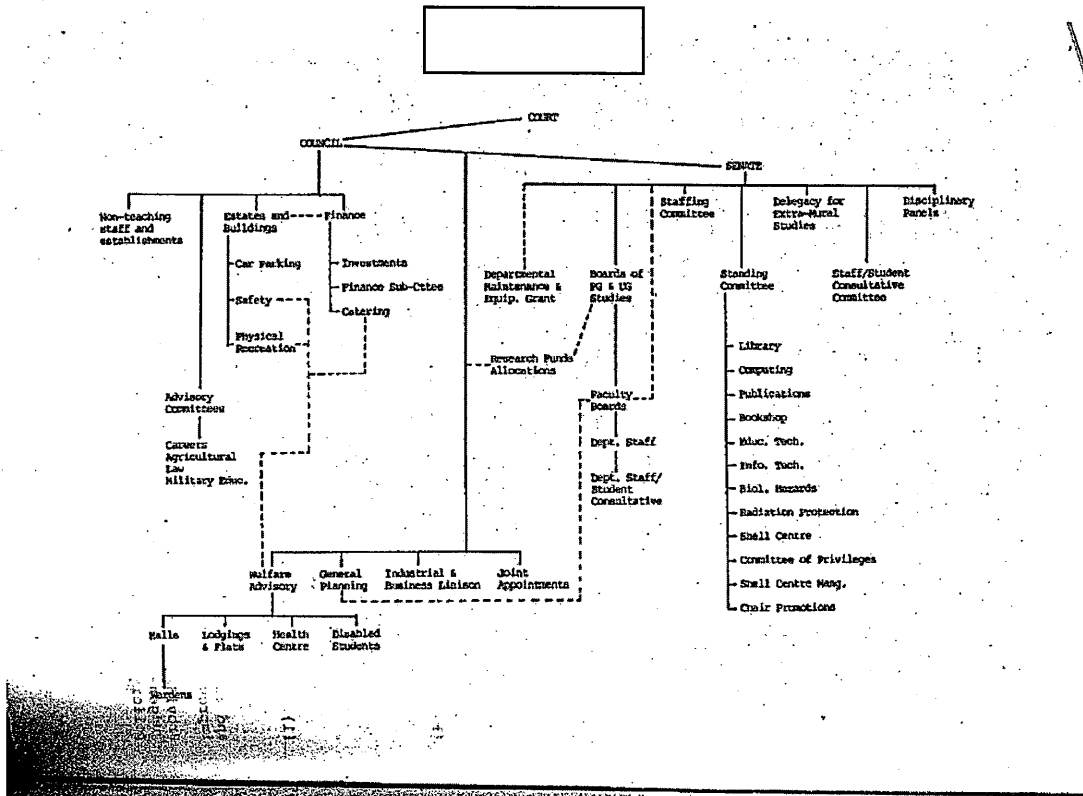 COURT
COUNCIL
SENATE
Non-teaching
staff and
establishments
Estates and
Buildings
Finance
Staffing
Committee
Delegacy for
Extra-Mural
Studies
Disciplinary
Panels
Car Parking
Investments
Departmental
Maintenance &
Equip. Grant
Boards of
PG & UG
Studies
Standing
Committee
Staff/Student
Consultative
Committee
Safety
Finance Sub-Cttes
Catering
Physical
Recreation
Research Funds
Allocations
Library
Computing
Publications
Bookshop
Educ. Tech.
Info. Tech.
Biol. Hazards
Radiation Protection
Shell Centre
Committee of Privileges
Shell Centre Mang.
Chair Promotions
Advisory
Committees
Faculty
Boards
Careers
Agricultural
Law
Military Educ.
Dept. Staff
Dept. Staff/
Student
Consultative
Welfare
Advisory
General
Planning
Industrial &
Business Liaison
Joint
Appointments
Halls
Lodgings
& Flats
Health
Centre
Disabled
Students
Wardens